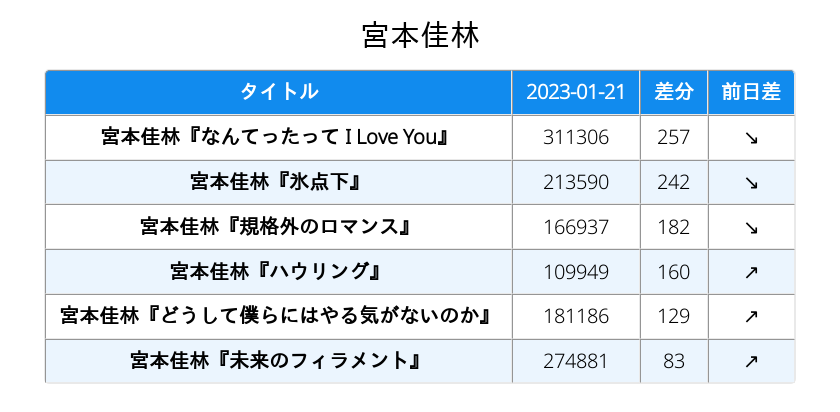 宮本佳林
タイトル 2023-01-21 差分 前日差
宮本佳林『なんてったって I Love You』 311306 257 ↘
宮本佳林『氷点下』 213590 242 ↘
宮本佳林『規格外のロマンス』 166937 182 ↘
宮本佳林『ハウリング』 109949 160 ↗
宮本佳林『どうして僕らにはやる気がないのか』 181186 129 ↗
宮本佳林『未来のフィラメント』 274881 83 ↗